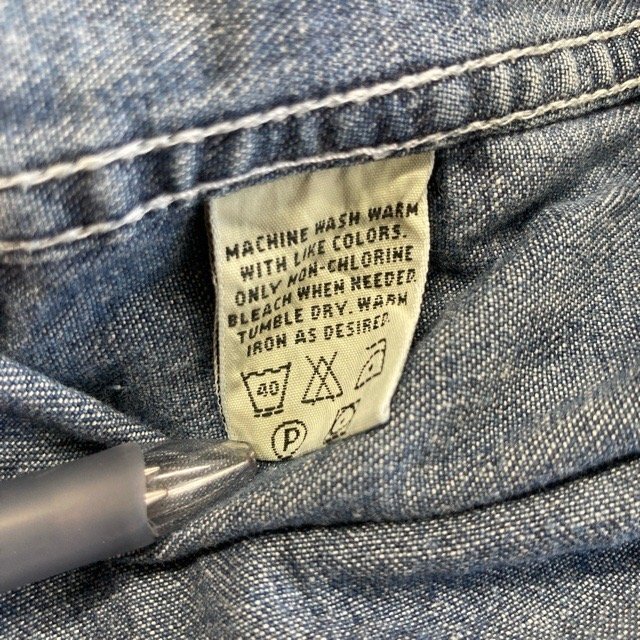 MACHINE WASH WARM
WITH LIKE COLORS.
ONLY NON-CHLORINE
BLEACH WHEN NEEDED
TUMBLE DRY. WARM
IRON AS DESIRED
40
P